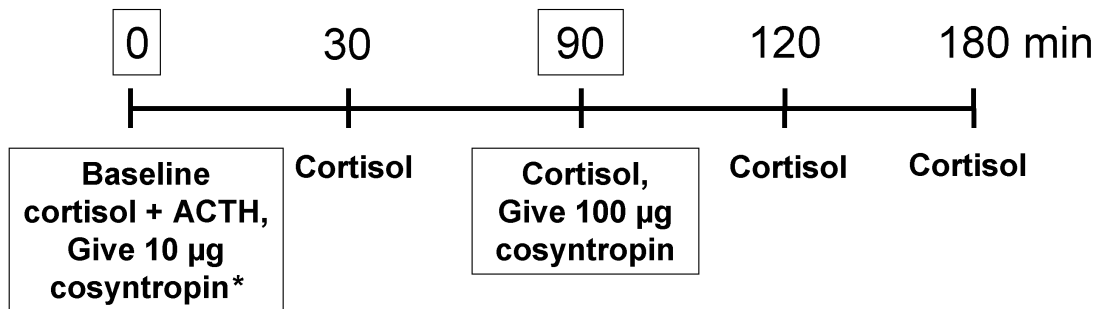 0 30 90 120 180 min
Baseline
cortisol + ACTH,
Give 10 µg
cosyntropin*
Cortisol
Cortisol,
Give 100 µg
cosyntropin
Cortisol
Cortisol